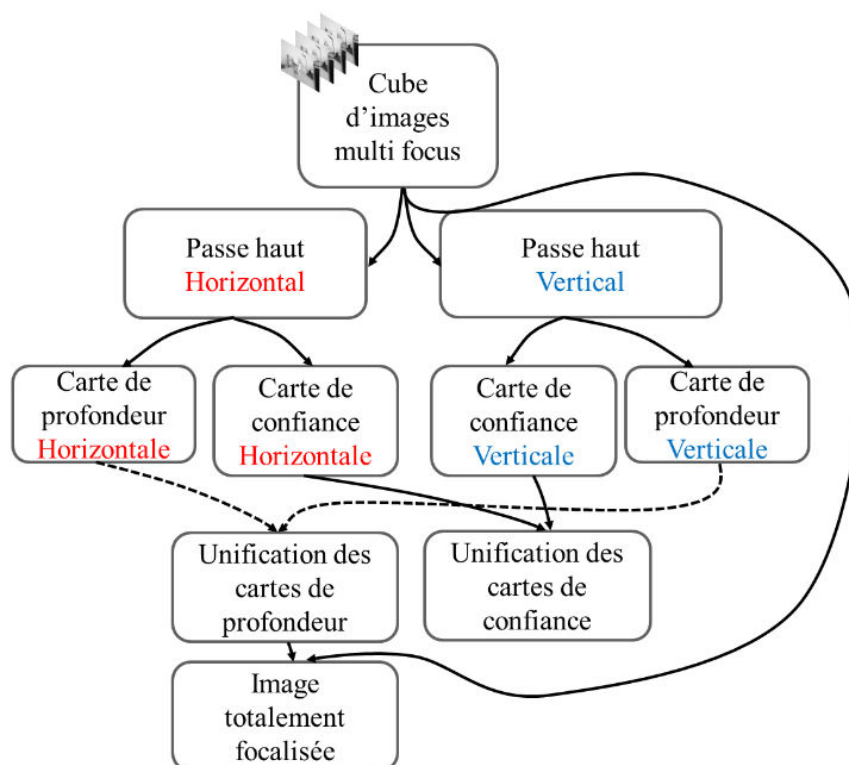 Cube
d'images
multi focus
Passe haut
Horizontal
Passe haut
Vertical
Carte de
profondeur
Horizontale
Carte de
confiance
Horizontale
Carte de
confiance
Verticale
Carte de
profondeur
Verticale
Unification des
cartes de
profondeur
Unification des
cartes de
confiance
Image
totalement
focalisée